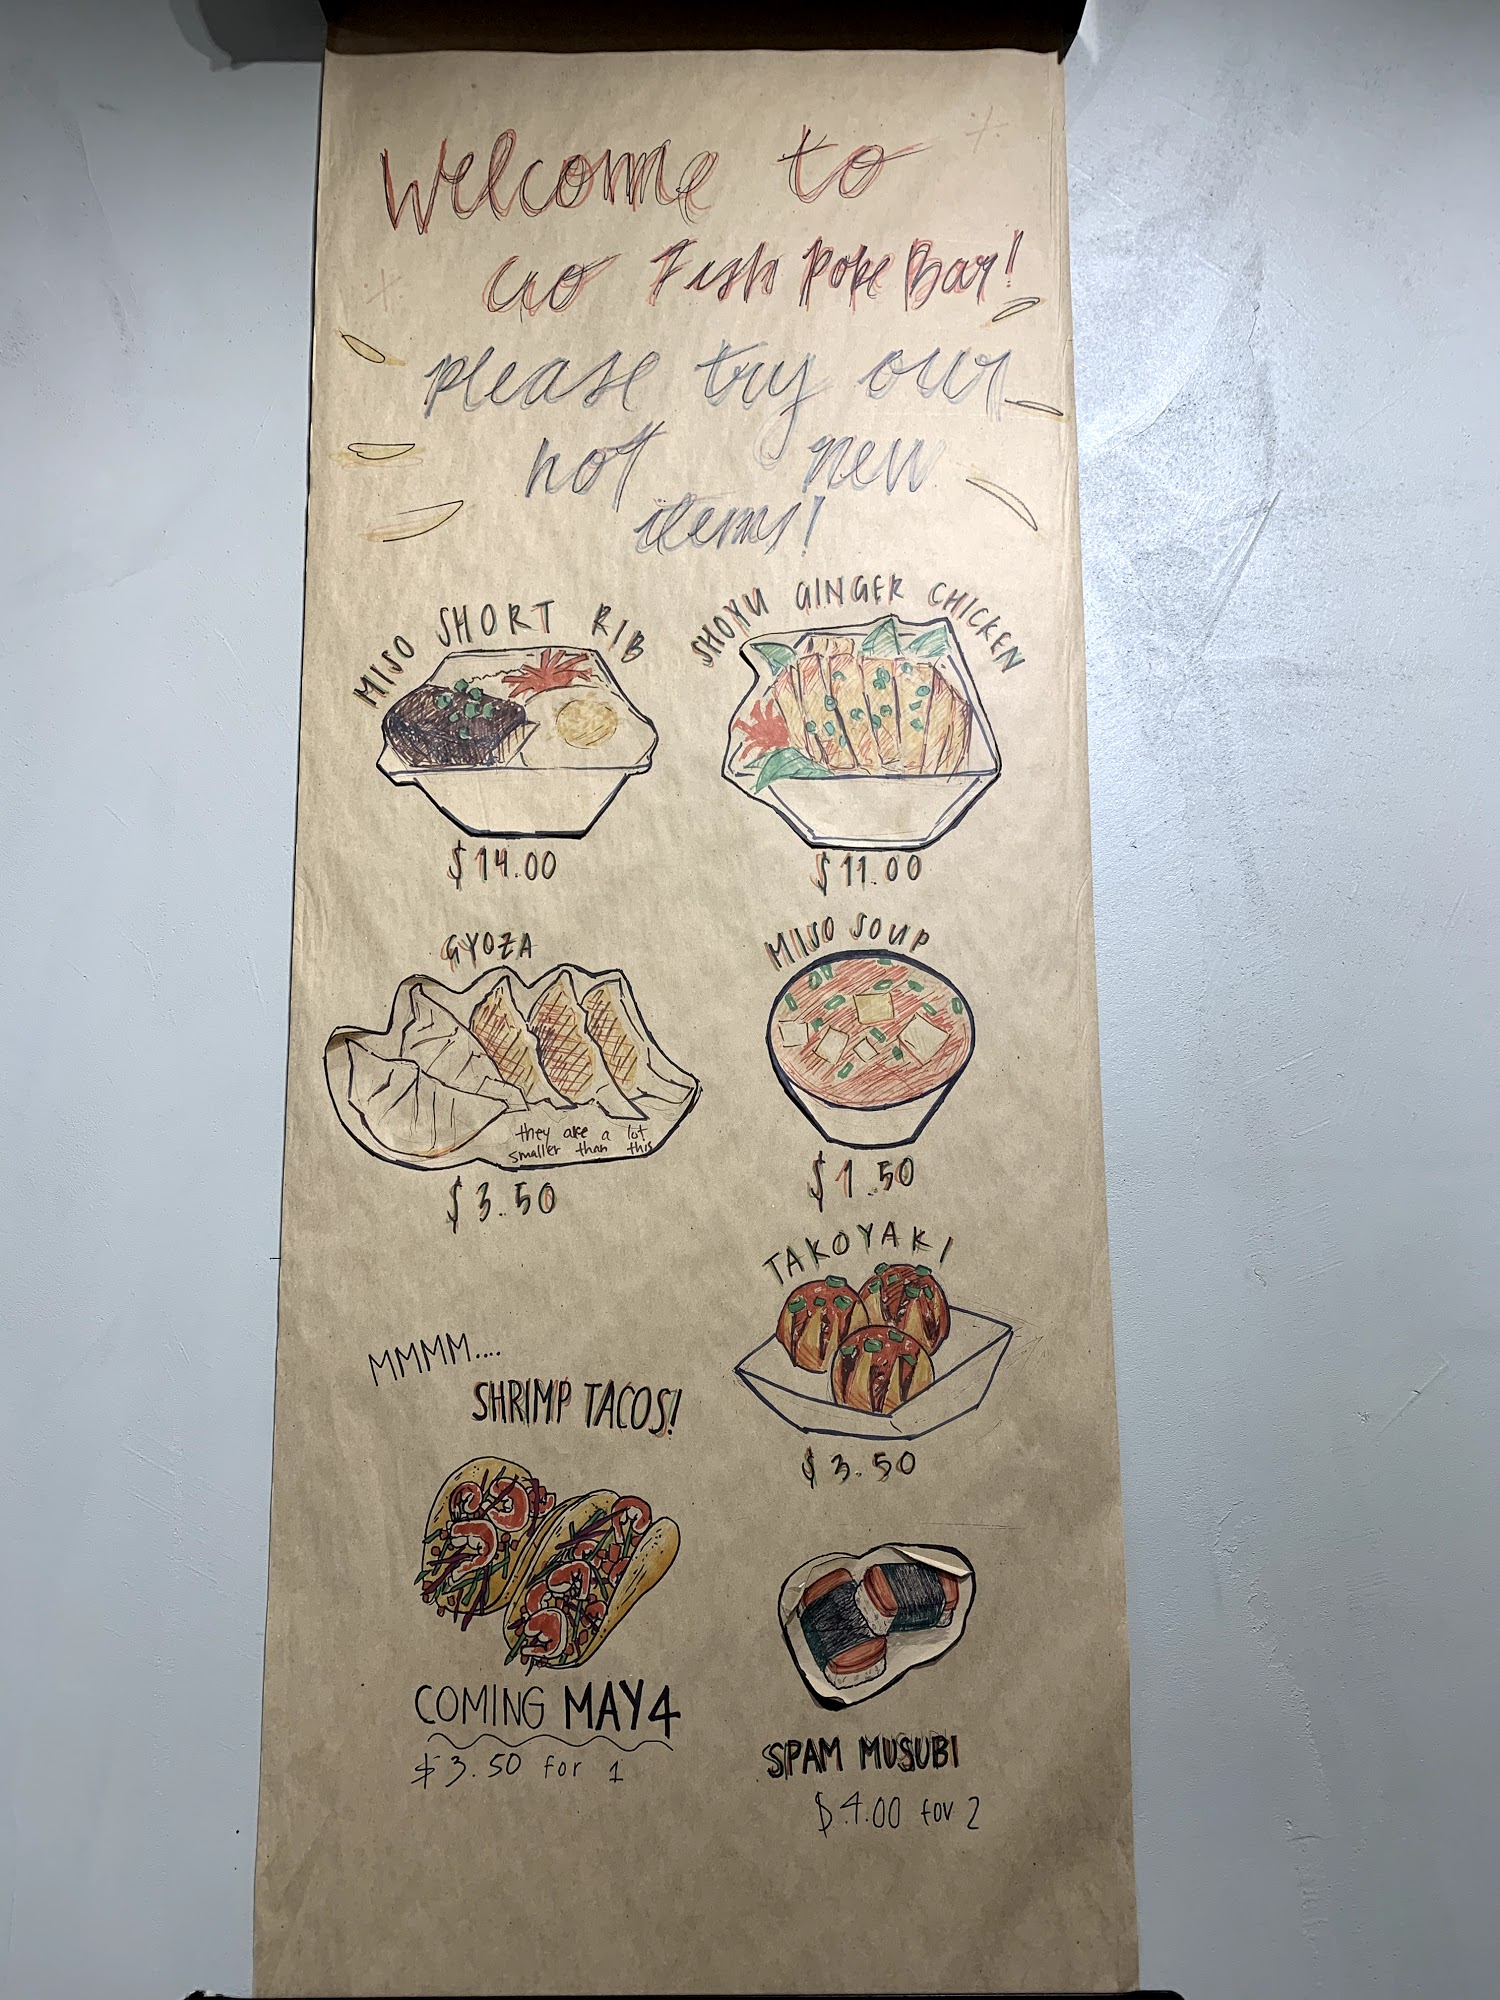 Welcome to
Go Fish Poke Bar!
please try our
hot new
items!
MISO SHORT RIB
$14.00
SHOYU GINGER CHICKEN
$11.00
GYOZA
they are a lot
smaller than this
$3.50
MISO SOUP
$1.50
TAKOYAKI
$3.50
MMMM....
SHRIMP TACOS!
COMING MAY 4
$3.50 for 1
SPAM MUSUBI
$4.00 for 2